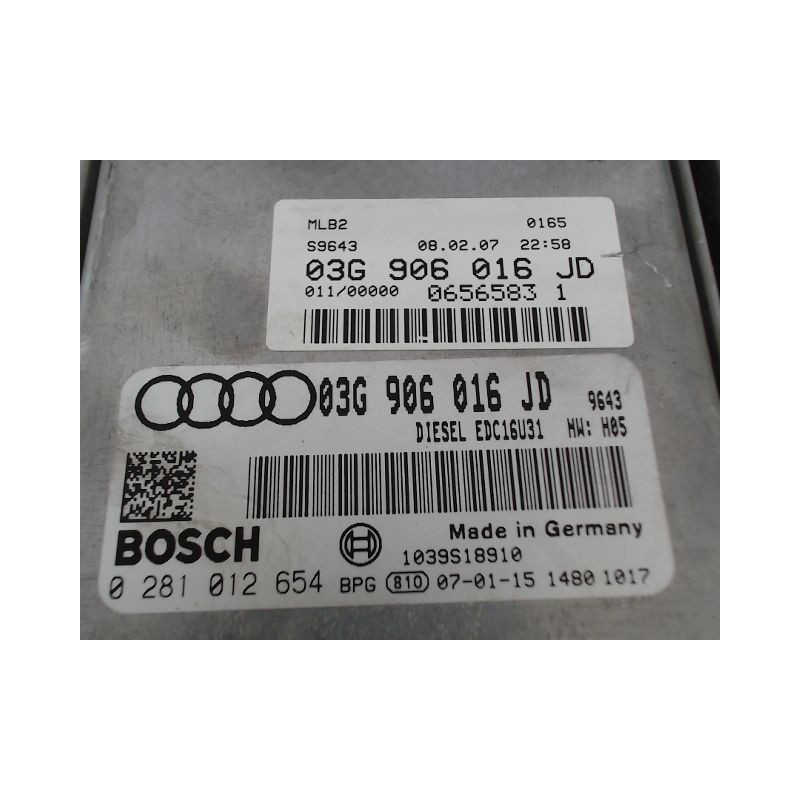 MLB2 0165
S9643 08.02.07 22:58
03G 906 016 JD
011/00000 0656583 1
03G 906 016 JD 9643
DIESEL EDC16U31 HW: H05
BOSCH Made in Germany
1039S18910
0 281 012 654 BPG 810 07-01-15 1480 1017